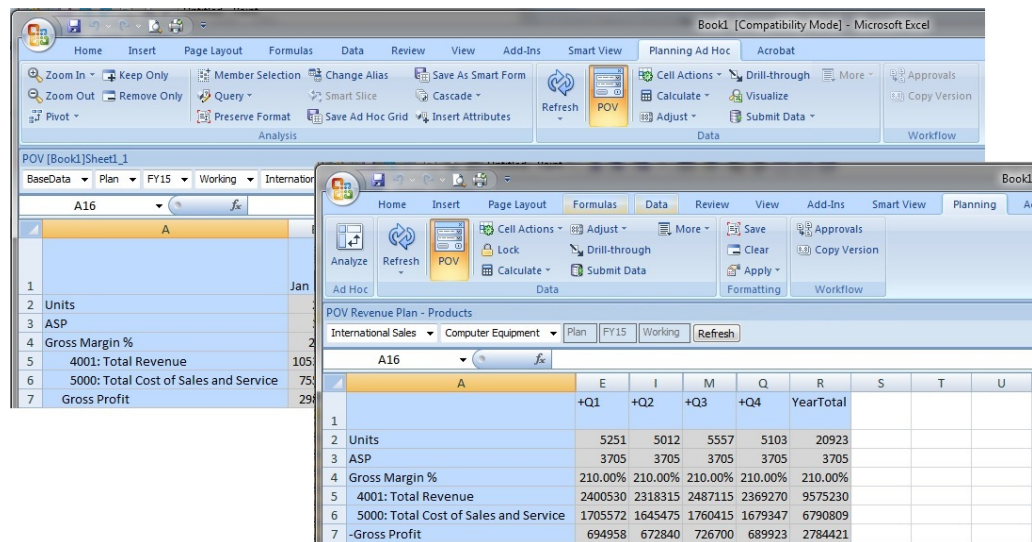 Book1 [Compatibility Mode] - Microsoft Excel
Home Insert Page Layout Formulas Data Review View Add-Ins Smart View Planning Ad Hoc Acrobat
Zoom In Keep Only Member Selection Change Alias Save As Smart Form Cell Actions Drill-through More Approvals
Zoom Out Remove Only Query Smart Slice Cascade Refresh POV Calculate Visualize Copy Version
Pivot Preserve Format Save Ad Hoc Grid Insert Attributes Adjust Submit Data
Analysis Data Workflow
POV [Book1]Sheet1_1
BaseData Plan FY15 Working
A16 fx
A
1 Jan
2 Units
3 ASP
4 Gross Margin %
5 4001: Total Revenue
6 5000: Total Cost of Sales and Service
7 Gross Profit
Book1
Home Insert Page Layout Formulas Data Review View Add-Ins Smart View Planning
Cell Actions Adjust More Save Approvals
Analyze Refresh POV Lock Drill-through Clear Copy Version
Calculate Submit Data Apply
Ad Hoc Data Formatting Workflow
POV Revenue Plan - Products
International Sales Computer Equipment Plan FY15 Working Refresh
A16 fx
A E I M Q R S T U
1 +Q1 +Q2 +Q3 +Q4 YearTotal
2 Units 5251 5012 5557 5103 20923
3 ASP 3705 3705 3705 3705 3705
4 Gross Margin % 210.00% 210.00% 210.00% 210.00% 210.00%
5 4001: Total Revenue 2400530 2318315 2487115 2369270 9575230
6 5000: Total Cost of Sales and Service 1705572 1645475 1760415 1679347 6790809
7 -Gross Profit 694958 672840 726700 689923 2784421